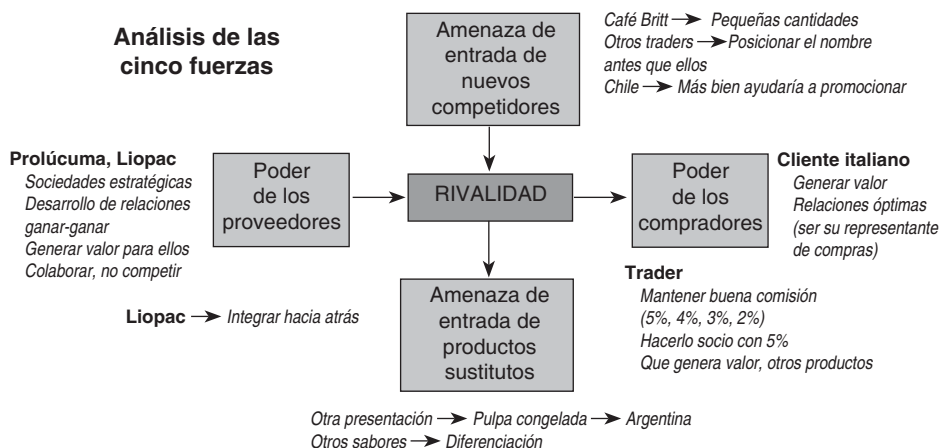 Análisis de las
cinco fuerzas
Amenaza de
entrada de
nuevos
competidores
Café Britt → Pequeñas cantidades
Otros traders → Posicionar el nombre
antes que ellos
Chile → Más bien ayudaría a promocionar
Prolúcuma, Liopac
Sociedades estratégicas
Desarrollo de relaciones
ganar-ganar
Generar valor para ellos
Colaborar, no competir
Poder
de los
proveedores
RIVALIDAD
Poder
de los
compradores
Cliente italiano
Generar valor
Relaciones óptimas
(ser su representante
de compras)
Trader
Mantener buena comisión
(5%, 4%, 3%, 2%)
Hacerlo socio con 5%
Que genera valor, otros productos
Liopac → Integrar hacia atrás
Amenaza de
entrada de
productos
sustitutos
Otra presentación → Pulpa congelada → Argentina
Otros sabores → Diferenciación